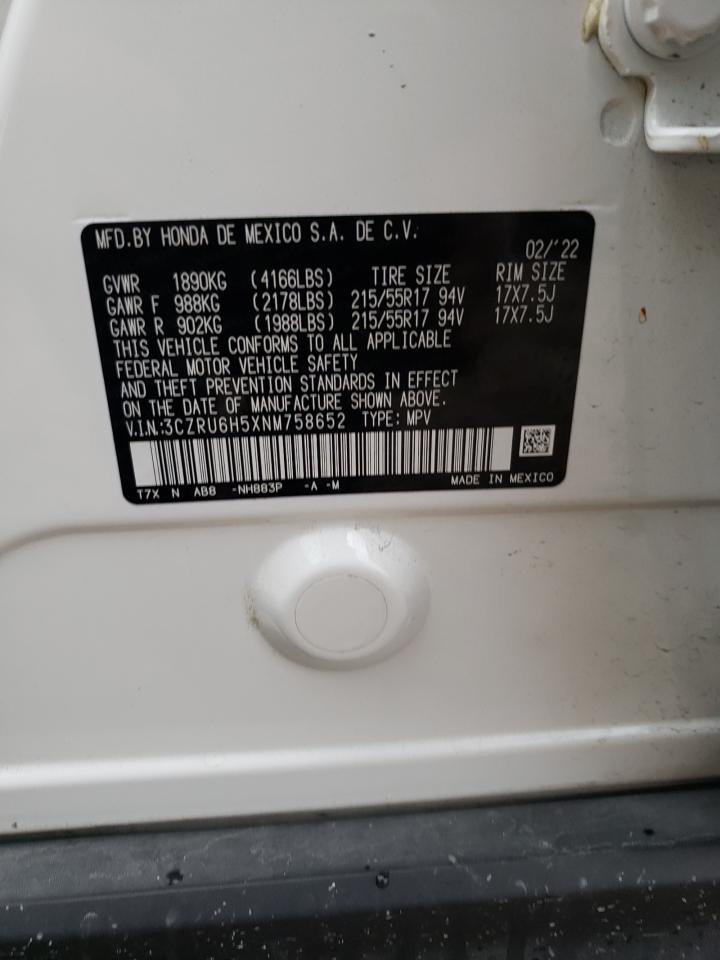 MFD.BY HONDA DE MEXICO S.A. DE C.V.
02/'22
GVWR 1890KG (4166LBS) TIRE SIZE RIM SIZE
GAWR F 988KG (2178LBS) 215/55R17 94V 17X7.5J
GAWR R 902KG (1988LBS) 215/55R17 94V 17X7.5J
THIS VEHICLE CONFORMS TO ALL APPLICABLE
FEDERAL MOTOR VEHICLE SAFETY
AND THEFT PREVENTION STANDARDS IN EFFECT
ON THE DATE OF MANUFACTURE SHOWN ABOVE.
V.I.N.:3CZRU6H5XNM758652 TYPE: MPV
T7X N AB8 -NH883P -A -M MADE IN MEXICO